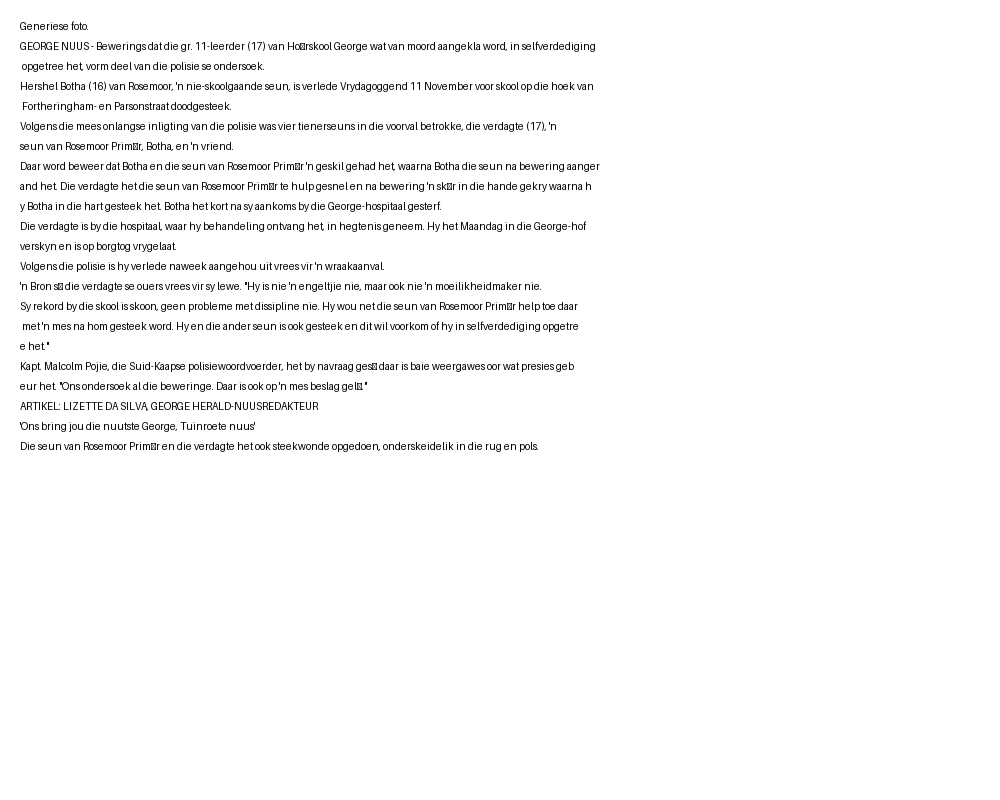 Generiese foto.
GEORGE NUUS - Bewerings dat die gr. 11-leerder (17) van Ho□rskool George wat van moord aangekla word, in selfverdediging
opgetree het, vorm deel van die polisie se ondersoek.
Hershel Botha (16) van Rosemoor, 'n nie-skoolgaande seun, is verlede Vrydagoggend 11 November voor skool op die hoek van
Fortheringham- en Parsonstraat doodgesteek.
Volgens die mees onlangse inligting van die polisie was vier tienerseuns in die voorval betrokke, die verdagte (17), 'n
seun van Rosemoor Prim□r, Botha, en 'n vriend.
Daar word beweer dat Botha en die seun van Rosemoor Prim□r 'n geskil gehad het, waarna Botha die seun na bewering aanger
and het. Die verdagte het die seun van Rosemoor Prim□r te hulp gesnel en na bewering 'n sk□r in die hande gekry waarna h
y Botha in die hart gesteek het. Botha het kort na sy aankoms by die George-hospitaal gesterf.
Die verdagte is by die hospitaal, waar hy behandeling ontvang het, in hegtenis geneem. Hy het Maandag in die George-hof
verskyn en is op borgtog vrygelaat.
Volgens die polisie is hy verlede naweek aangehou uit vrees vir 'n wraakaanval.
'n Bron s□ die verdagte se ouers vrees vir sy lewe. "Hy is nie 'n engeltjie nie, maar ook nie 'n moeilikheidmaker nie.
Sy rekord by die skool is skoon, geen probleme met dissipline nie. Hy wou net die seun van Rosemoor Prim□r help toe daar
met 'n mes na hom gesteek word. Hy en die ander seun is ook gesteek en dit wil voorkom of hy in selfverdediging opgetre
e het."
Kapt. Malcolm Pojie, die Suid-Kaapse polisiewoordvoerder, het by navraag ges□ daar is baie weergawes oor wat presies geb
eur het. "Ons ondersoek al die beweringe. Daar is ook op 'n mes beslag gel□."
ARTIKEL: LIZETTE DA SILVA, GEORGE HERALD-NUUSREDAKTEUR
'Ons bring jou die nuutste George, Tuinroete nuus'
Die seun van Rosemoor Prim□r en die verdagte het ook steekwonde opgedoen, onderskeidelik in die rug en pols.